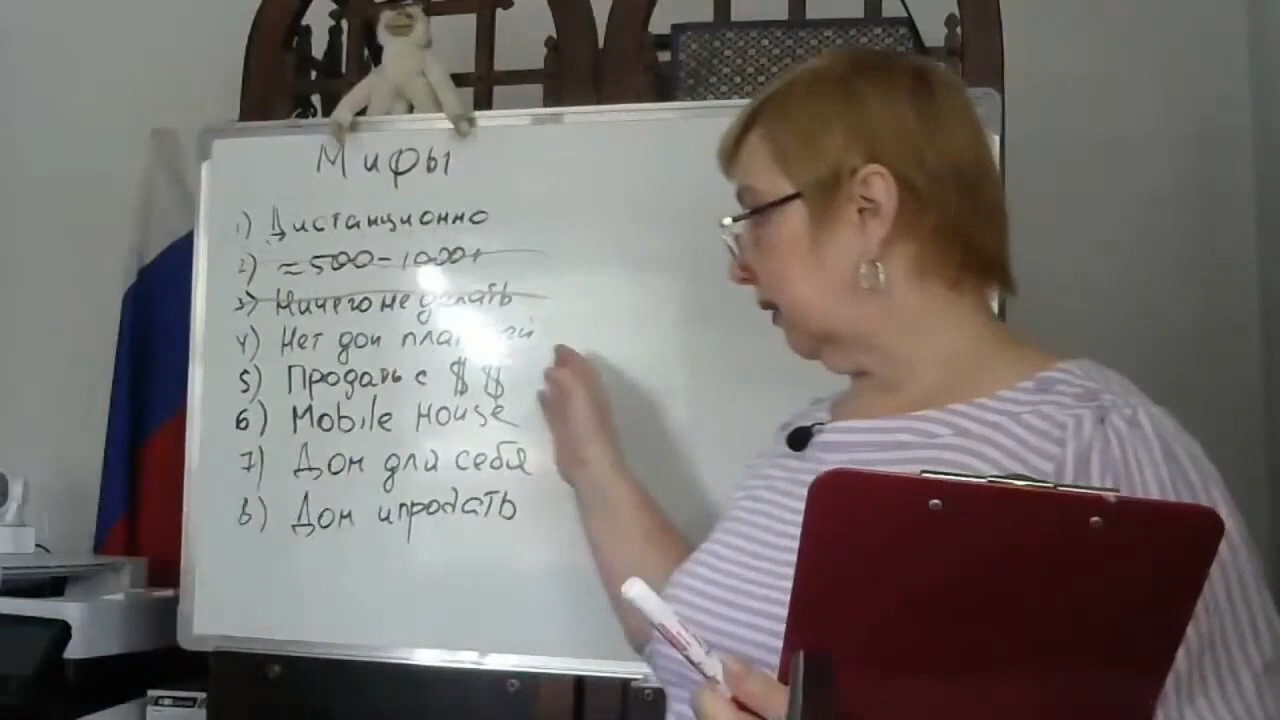 Мифы
1) Дистанционно
2) ≈500-1000+
3) Ничего не делать
4) Нет доп
5) Продать с $ $
6) Mobile House
7) Дом для себя
8) Дом и продать